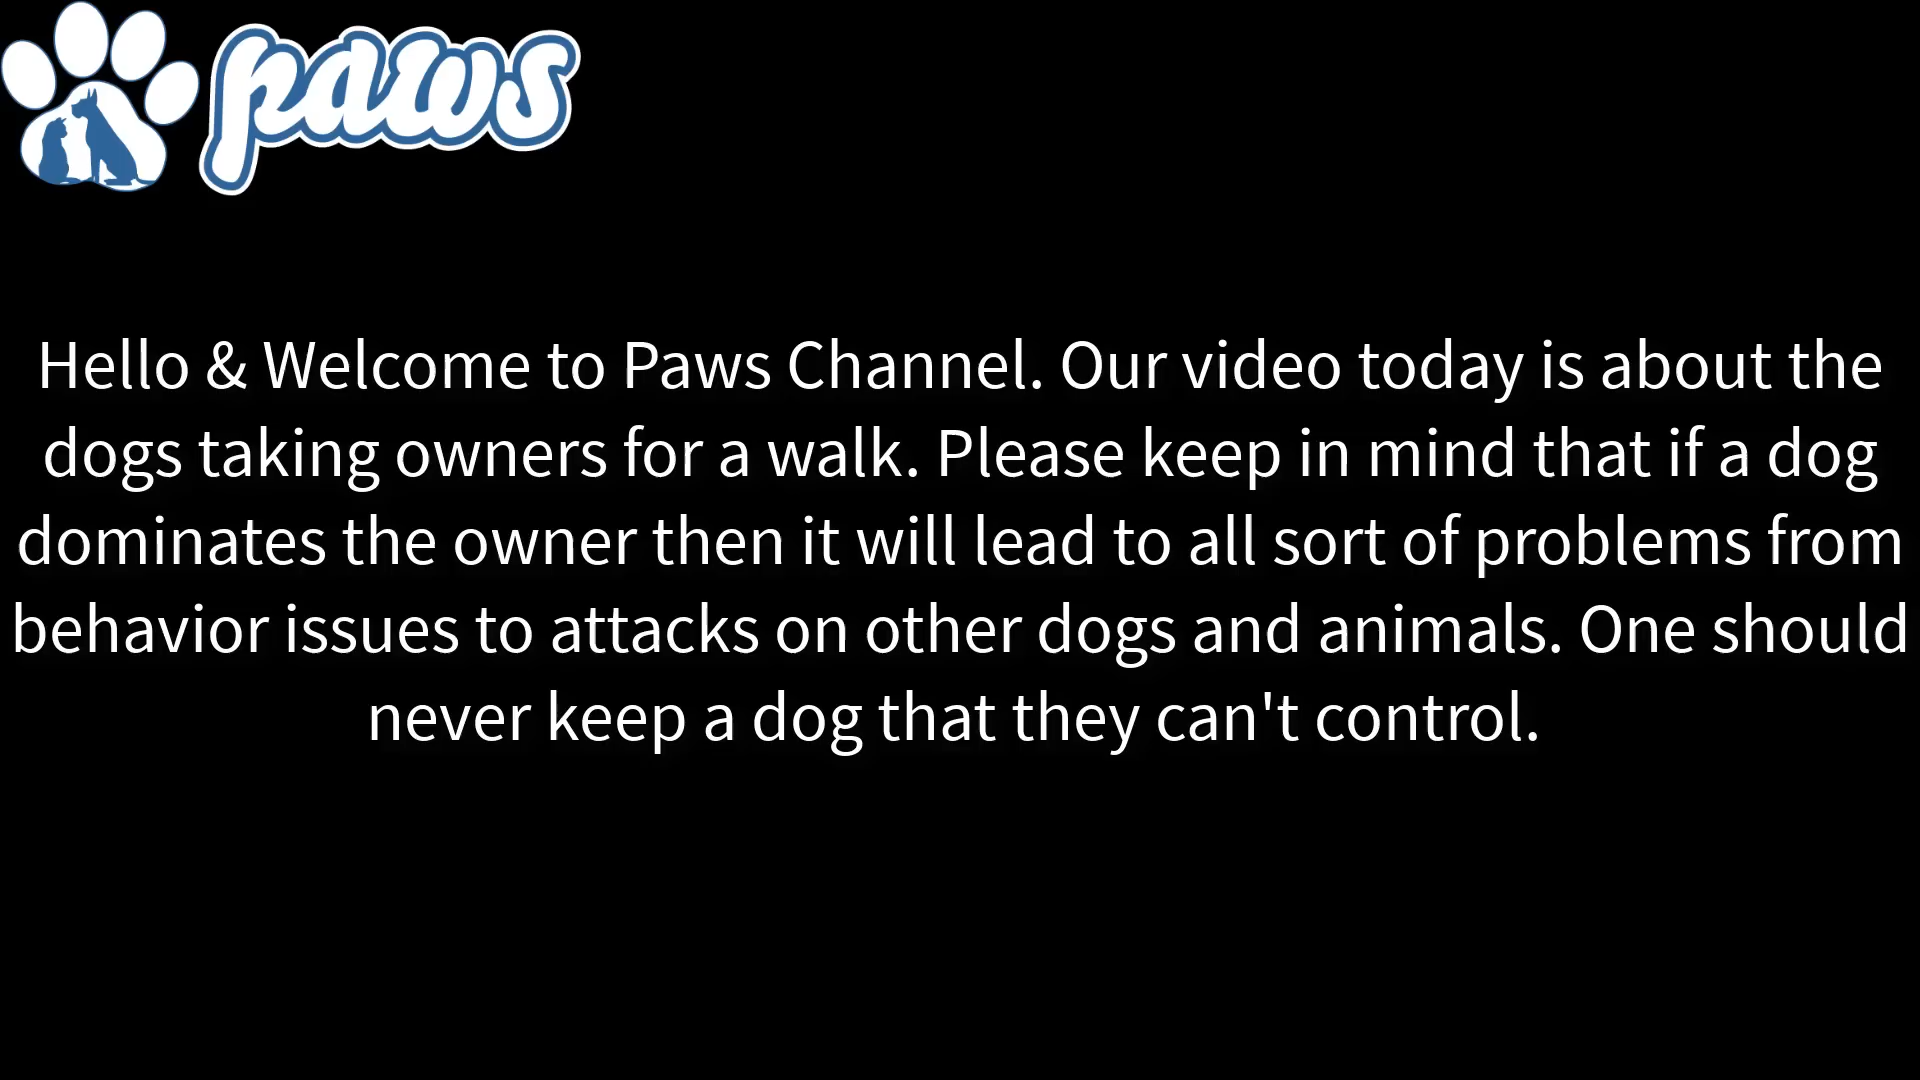 paws
Hello & Welcome to Paws Channel. Our video today is about the
dogs taking owners for a walk. Please keep in mind that if a dog
dominates the owner then it will lead to all sort of problems from
behavior issues to attacks on other dogs and animals. One should
never keep a dog that they can't control.